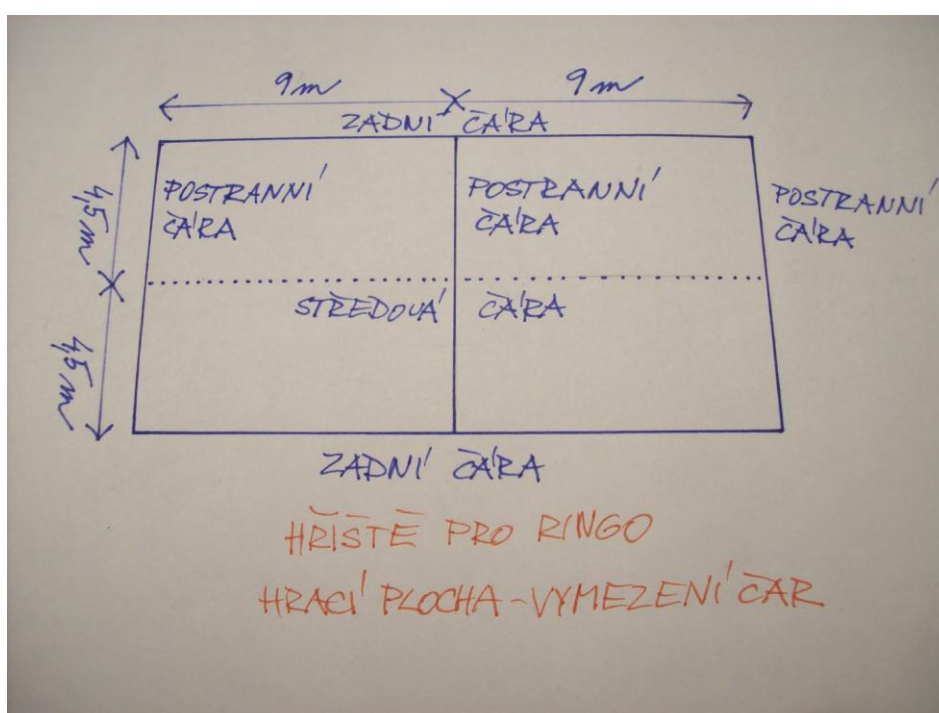 9m 9m
ZADNÍ ČÁRA
4,5m
POSTRANNÍ
ČÁRA
POSTRANNÍ
ČÁRA
POSTRANNÍ
ČÁRA
STŘEDOVÁ ČÁRA
4,5m
ZADNÍ ČÁRA
HŘIŠTĚ PRO RINGO
HRACÍ PLOCHA-VYMEZENÍ ČAR